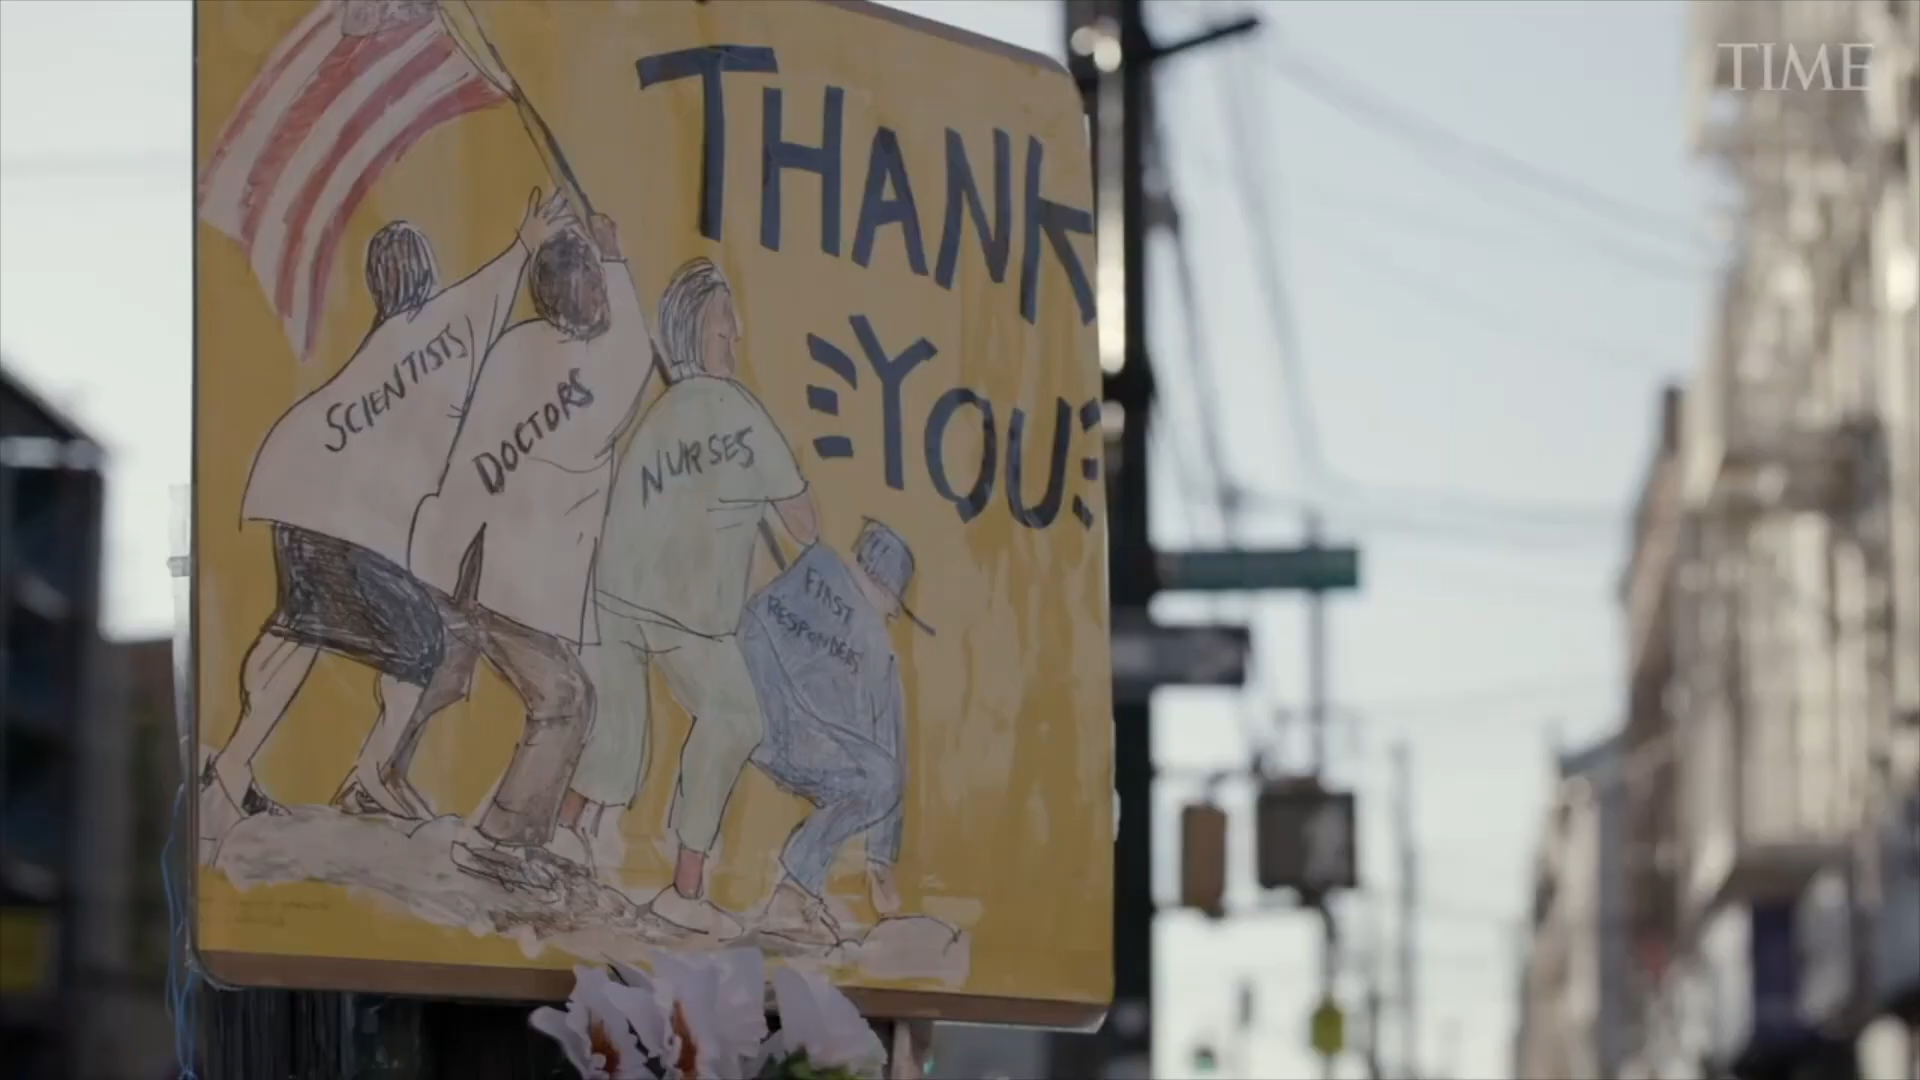 TIME
THANK
YOU
SCIENTISTS
DOCTORS
NURSES
FIRST
RESPONDERS